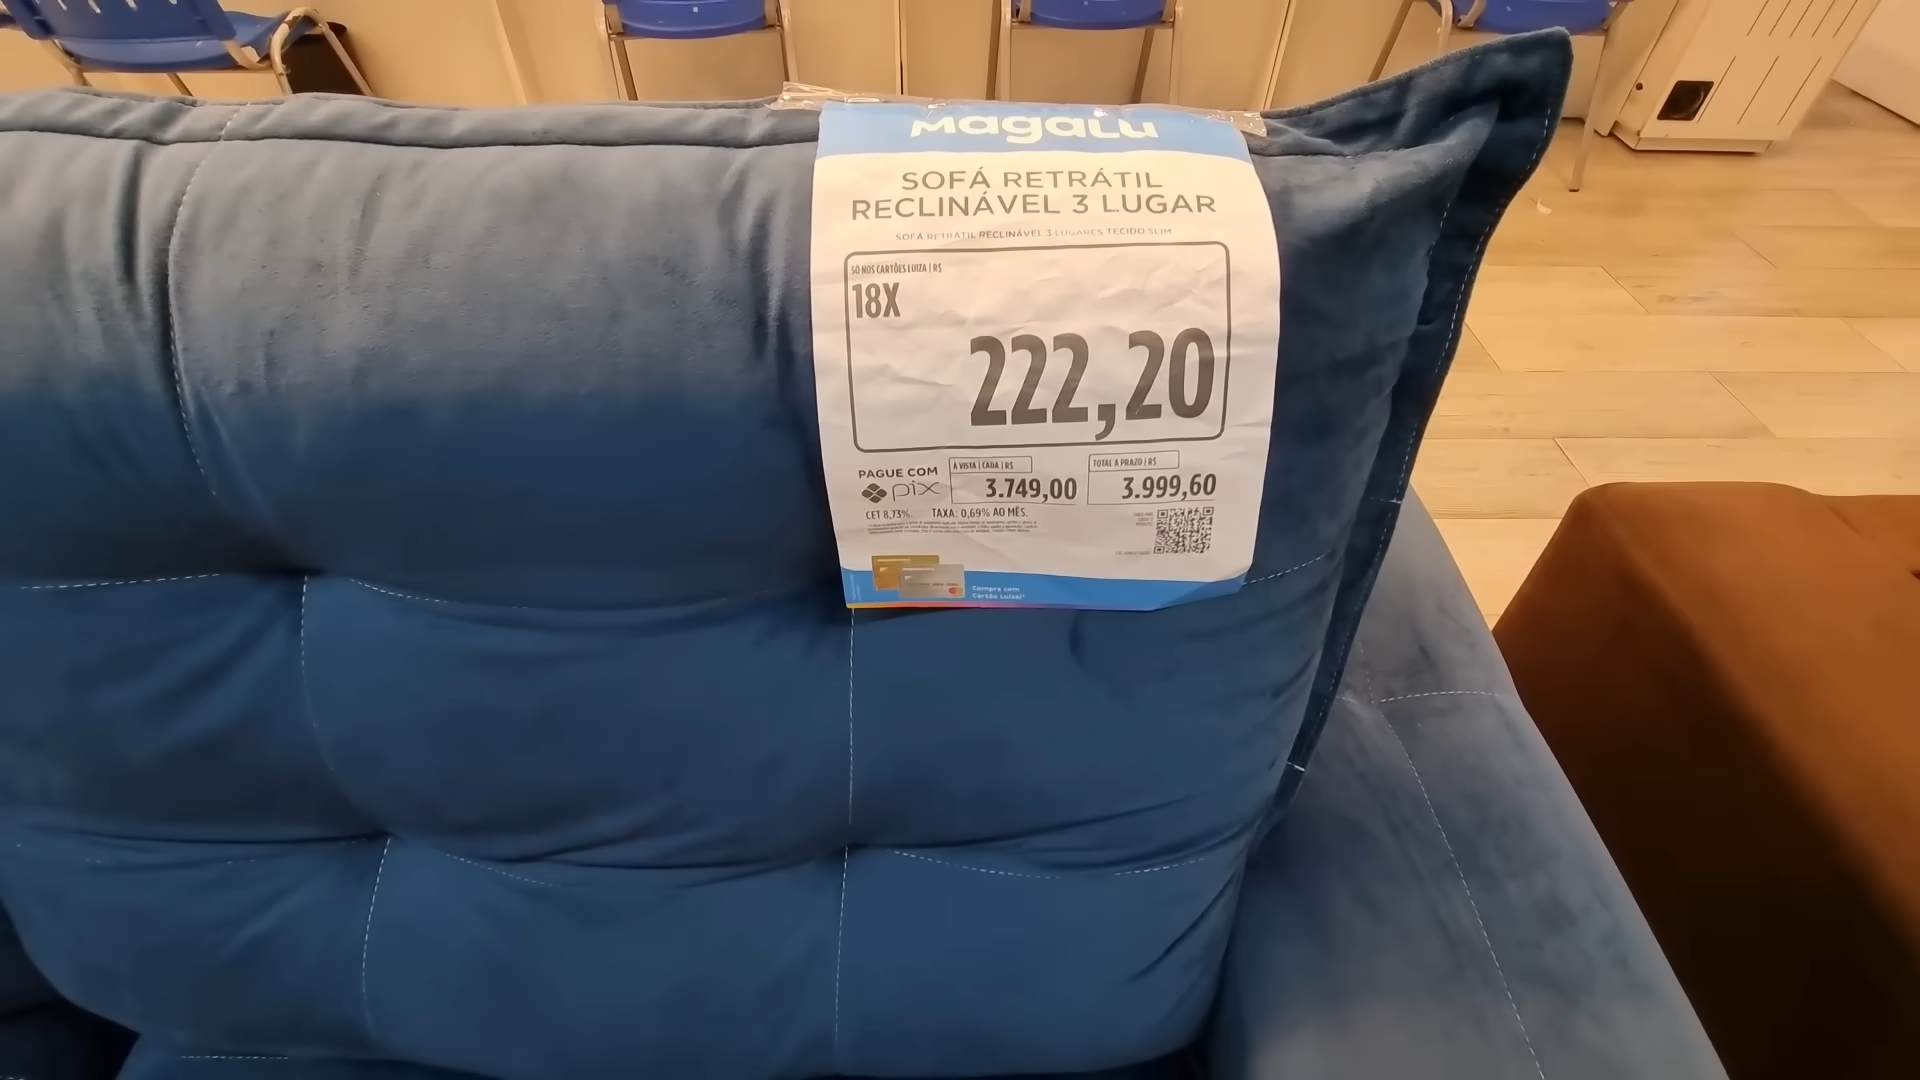 Magalu
SOFÁ RETRÁTIL
RECLINÁVEL 3 LUGAR
SOFÁ RETRÁTIL RECLINÁVEL 3 LUGARES TECIDO SLIM
SÓ NOS CARTÕES LUIZA | R$
18X
222,20
PAGUE COM
pix
À VISTA | CADA | R$
3.749,00
TOTAL A PRAZO | R$
3.999,60
CET 8,73%. TAXA: 0,69% AO MÊS.
Compre com
Cartão Luiza!*